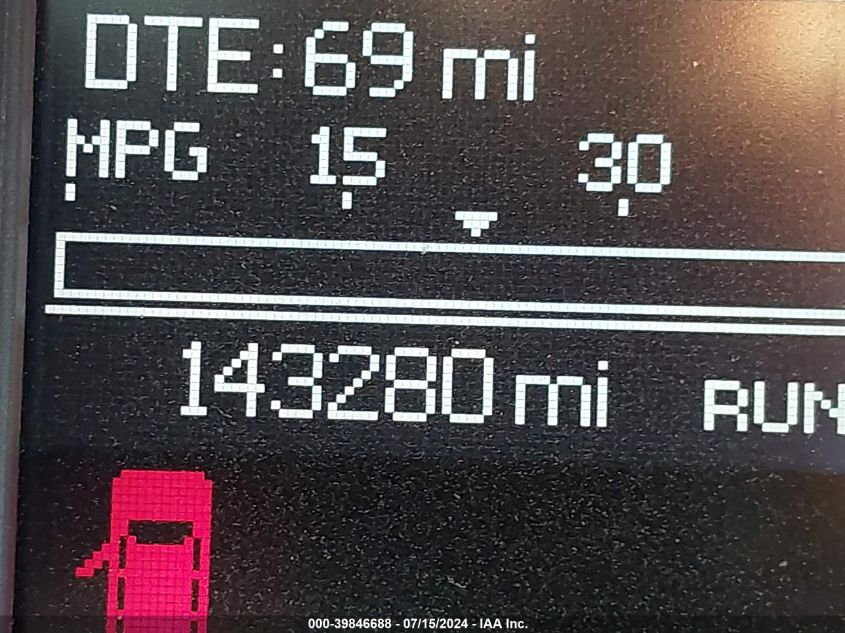 DTE: 69 mi
MPG 15 30
143280 mi RUN
000-39846688 - 07/15/2024 - IAA Inc.